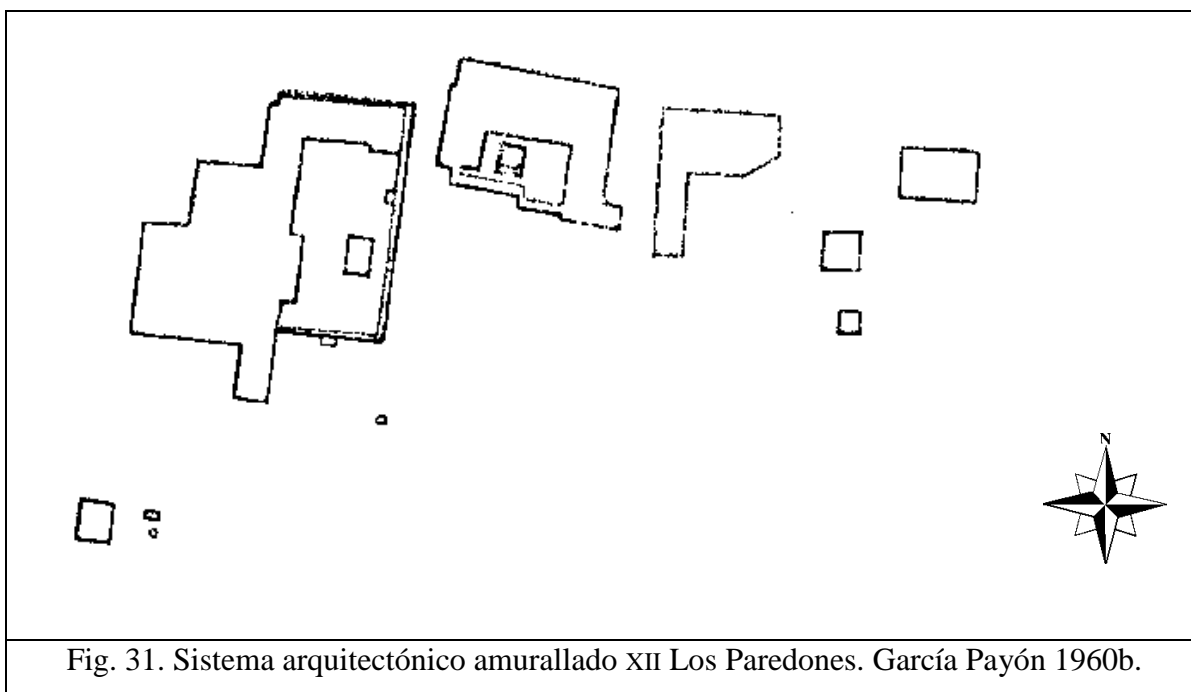 N
Fig. 31. Sistema arquitectónico amurallado XII Los Paredones. García Payón 1960b.